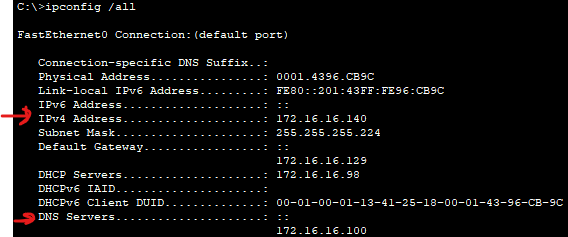 C:\>ipconfig /all
FastEthernet0 Connection:(default port)
Connection-specific DNS Suffix..:
Physical Address................: 0001.4396.CB9C
Link-local IPv6 Address.........: FE80::201:43FF:FE96:CB9C
IPv6 Address....................: ::
IPv4 Address....................: 172.16.16.140
Subnet Mask.....................: 255.255.255.224
Default Gateway.................: ::
172.16.16.129
DHCP Servers....................: 172.16.16.98
DHCPv6 IAID.....................:
DHCPv6 Client DUID..............: 00-01-00-01-13-41-25-18-00-01-43-96-CB-9C
DNS Servers.....................: ::
172.16.16.100